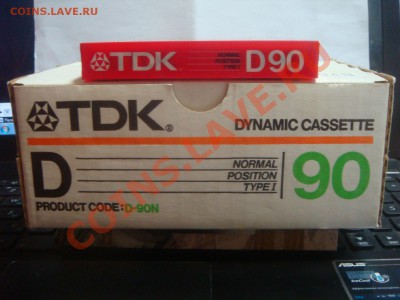 COINS.LAVE.RU
TDK NORMAL POSITION TYPE I D90
TDK®
DYNAMIC CASSETTE
D NORMAL POSITION TYPE I 90
PRODUCT CODE: D-90N
COINS.LAVE.RU
ASUS